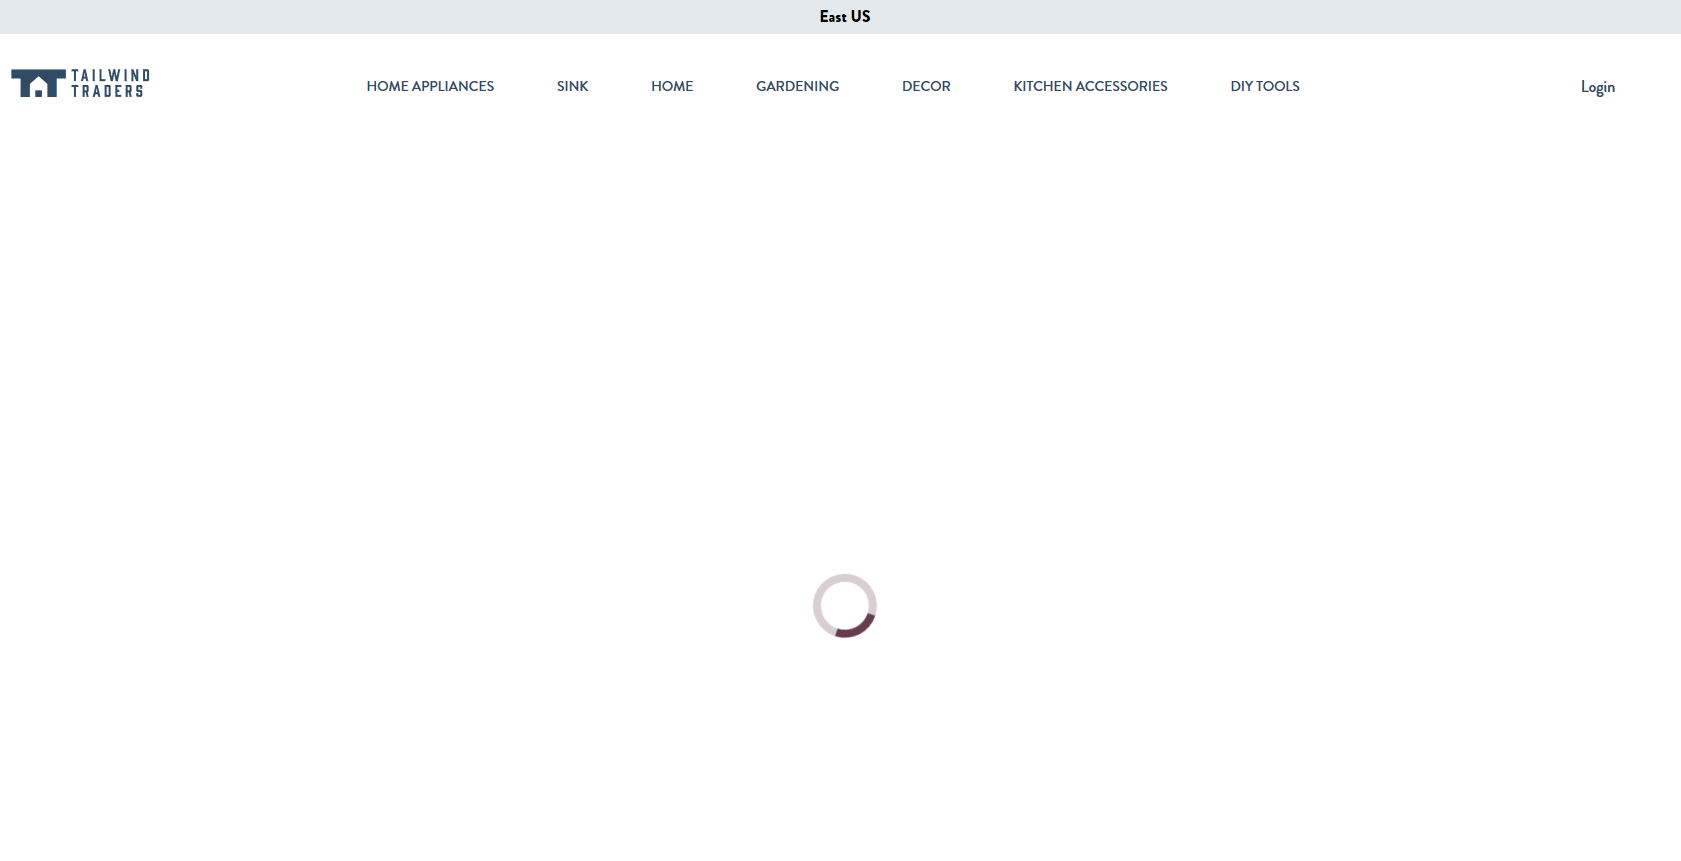 East US
TAILWIND
TRADERS
HOME APPLIANCES SINK HOME GARDENING DECOR KITCHEN ACCESSORIES DIY TOOLS Login